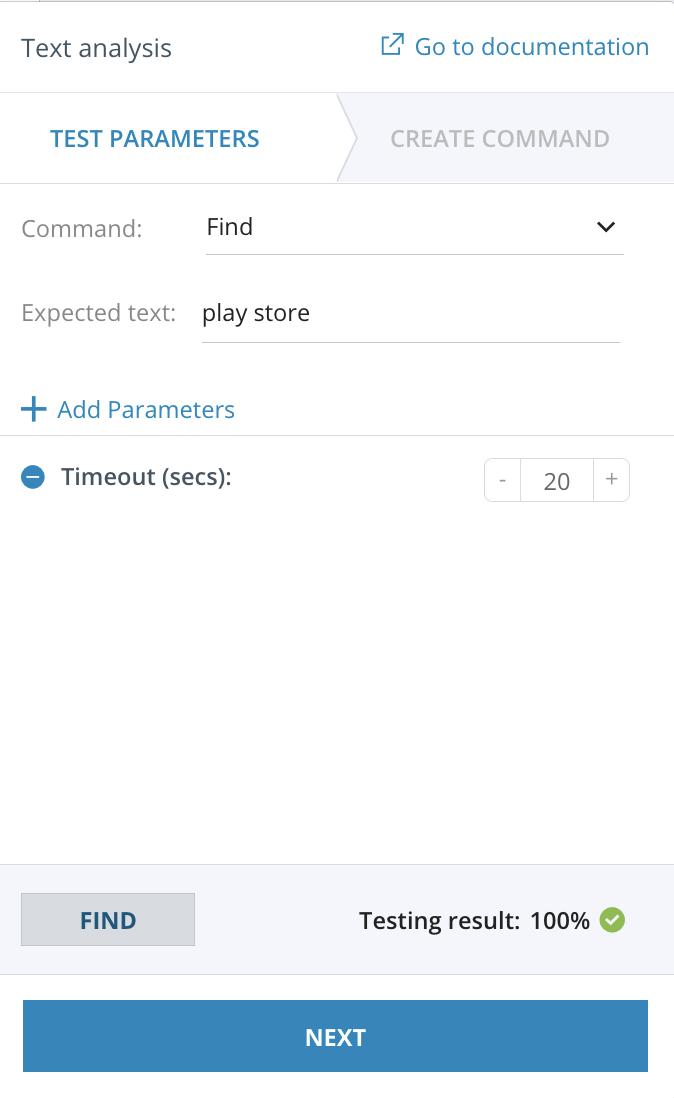 Text analysis Go to documentation
TEST PARAMETERS CREATE COMMAND
Command: Find
Expected text: play store
Add Parameters
Timeout (secs): - 20 +
FIND Testing result: 100%
NEXT